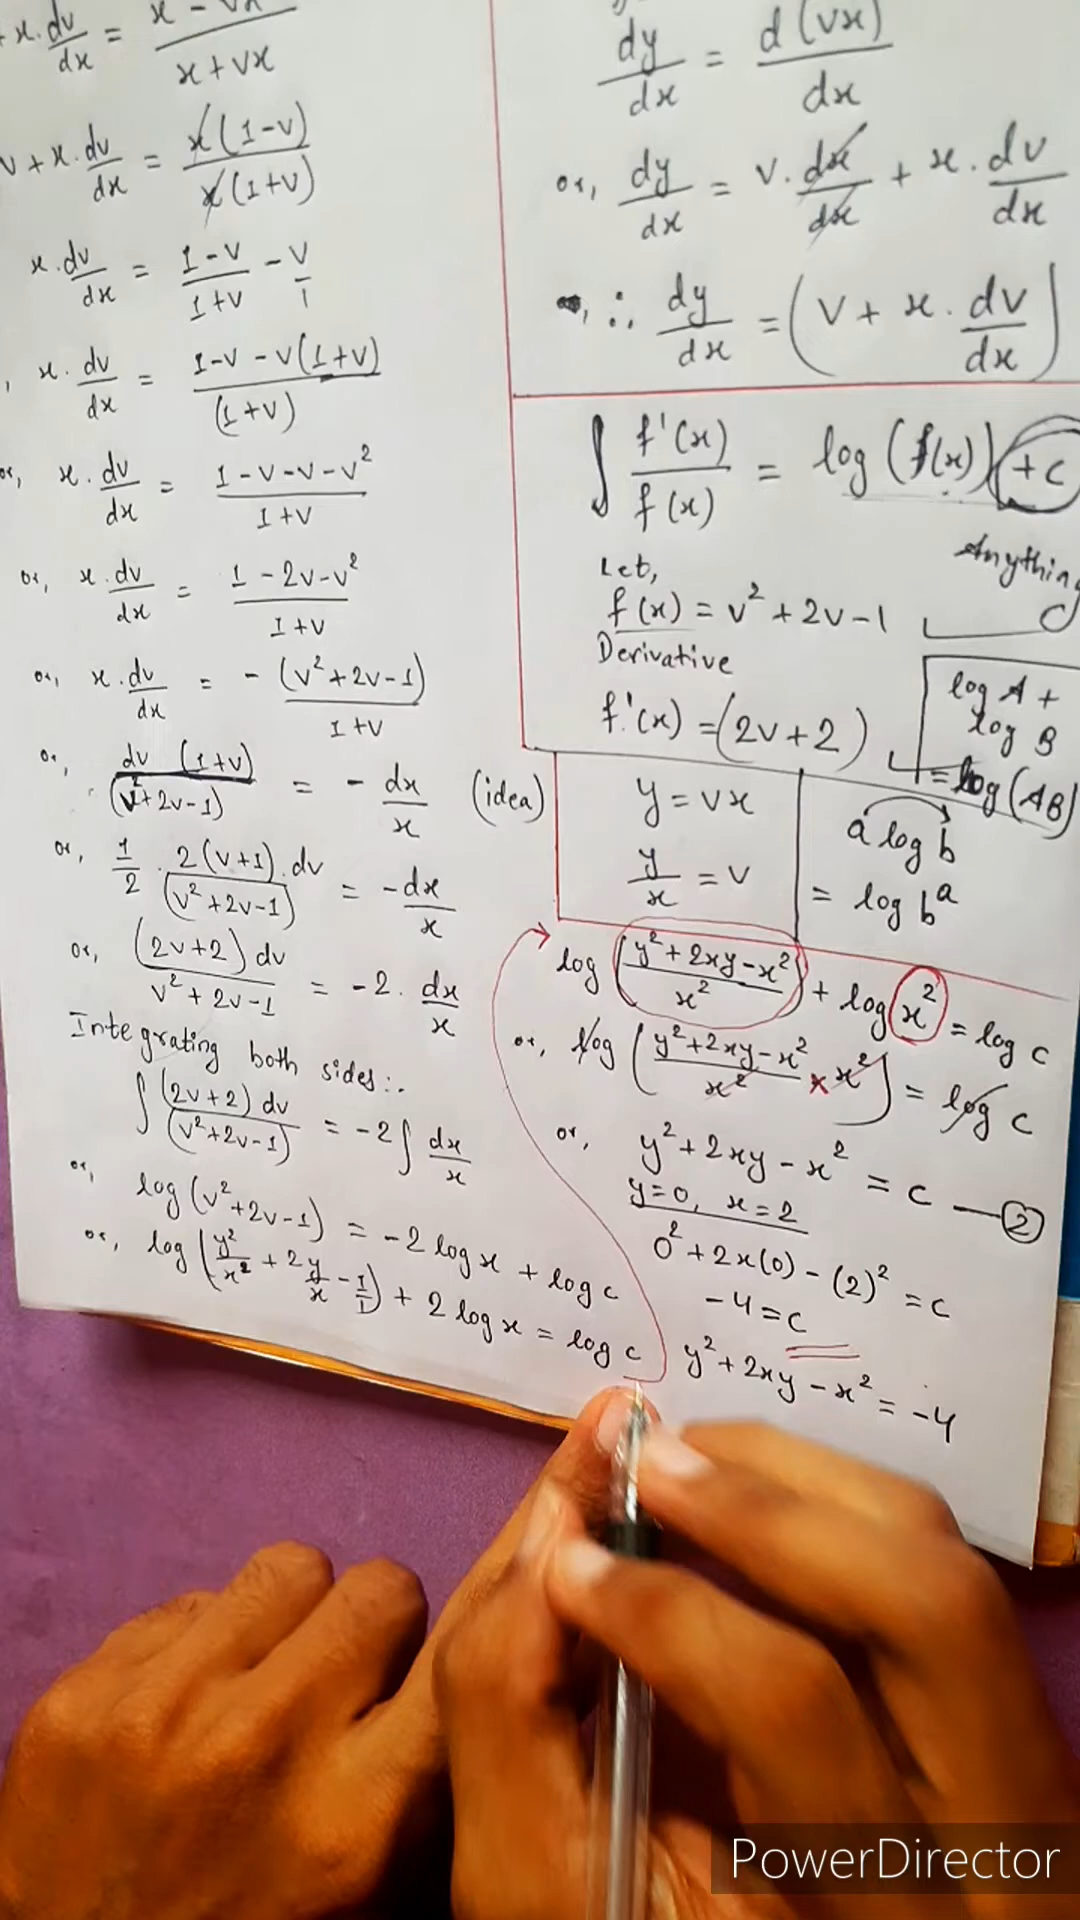 x.dv/dx = x - vx / x + vx
v + x.dv/dx = x(1-v) / x(1+v)
x.dv/dx = 1-v / 1+v - v/1
, x.dv/dx = 1-v - v(1+v) / (1+v)
or, x.dv/dx = 1-v-v-v² / 1+v
or, x.dv/dx = 1-2v-v² / 1+v
or, x.dv/dx = - (v²+2v-1) / 1+v
or, dv (1+v) / (v²+2v-1) = - dx/x (idea)
or, 1/2 . 2(v+1).dv / (v²+2v-1) = -dx/x
or, (2v+2) dv / v²+2v-1 = -2. dx/x
Integrating both sides:-
∫ (2v+2) dv / (v²+2v-1) = -2 ∫ dx/x
or, log (v²+2v-1) = -2 log x + log c
or, log (y²/x² + 2y/x - 1/1) + 2 log x = log c
dy/dx = d(vx)/dx
or, dy/dx = v.dx/dx + x.dv/dx
∴ dy/dx = (v + x.dv/dx)
∫ f'(x)/f(x) = log (f(x)) + c
Anything
Let,
f(x) = v²+2v-1
Derivative
f'(x) = (2v+2)
log A +
log B
= log (AB)
y = vx
y/x = v
a log b
= log bᵃ
log (y²+2xy-x² / x²) + log x² = log c
or, log (y²+2xy-x² / x² × x²) = log c
or, y²+2xy-x² = c — ②
y=0, x=2
0²+2x(0)-(2)² = c
-4 = c
y²+2xy-x² = -4
PowerDirector